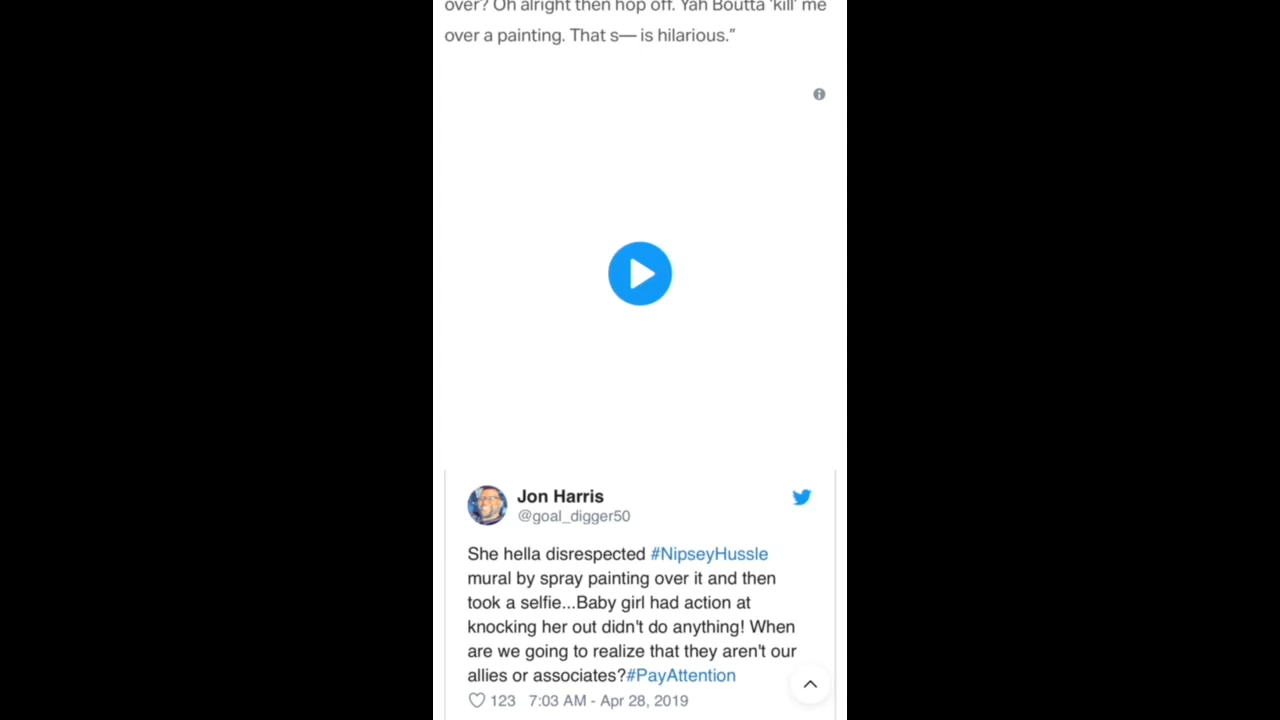 over? Oh alright then hop off. Yah Boutta ‘kill’ me
over a painting. That s— is hilarious.”
Jon Harris
@goal_digger50
She hella disrespected #NipseyHussle
mural by spray painting over it and then
took a selfie...Baby girl had action at
knocking her out didn't do anything! When
are we going to realize that they aren't our
allies or associates?#PayAttention
123 7:03 AM - Apr 28, 2019